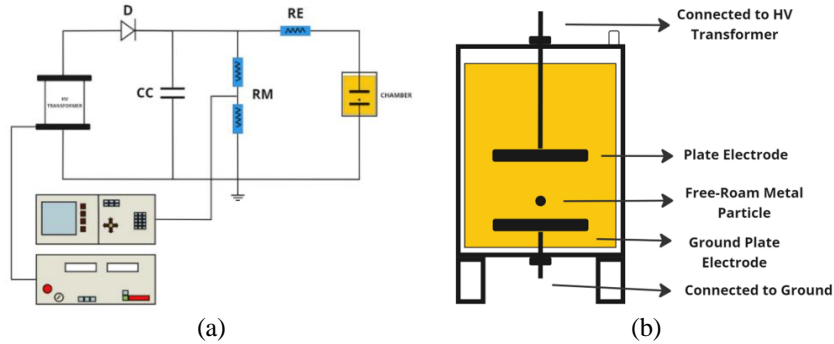 D
RE
CC
RM
HV
TRANSFORMER
CHAMBER
(a)
Connected to HV
Transformer
Plate Electrode
Free-Roam Metal
Particle
Ground Plate
Electrode
Connected to Ground
(b)